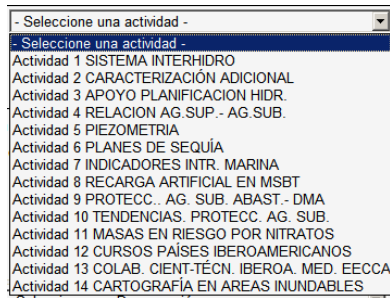 - Seleccione una actividad -
- Seleccione una actividad -
Actividad 1 SISTEMA INTERHIDRO
Actividad 2 CARACTERIZACIÓN ADICIONAL
Actividad 3 APOYO PLANIFICACION HIDR.
Actividad 4 RELACION AG.SUP.- AG.SUB.
Actividad 5 PIEZOMETRIA
Actividad 6 PLANES DE SEQUÍA
Actividad 7 INDICADORES INTR. MARINA
Actividad 8 RECARGA ARTIFICIAL EN MSBT
Actividad 9 PROTECC.. AG. SUB. ABAST.- DMA
Actividad 10 TENDENCIAS. PROTECC. AG. SUB.
Actividad 11 MASAS EN RIESGO POR NITRATOS
Actividad 12 CURSOS PAÍSES IBEROAMERICANOS
Actividad 13 COLAB. CIENT-TÉCN. IBEROA. MED. EECCA
Actividad 14 CARTOGRAFÍA EN AREAS INUNDABLES